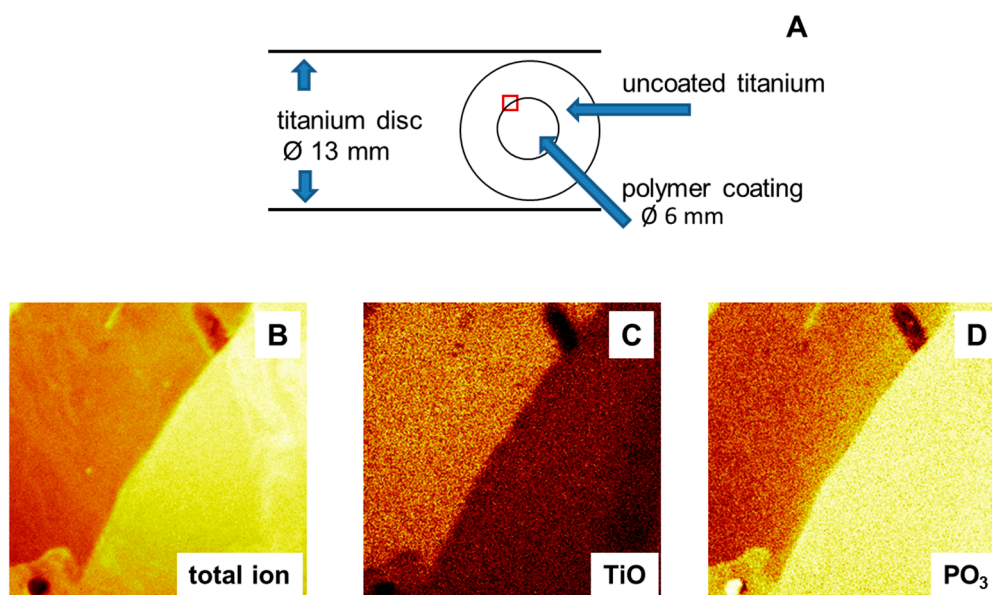 A
uncoated titanium
titanium disc
Ø 13 mm
polymer coating
Ø 6 mm
B
C
D
total ion
TiO
PO₃